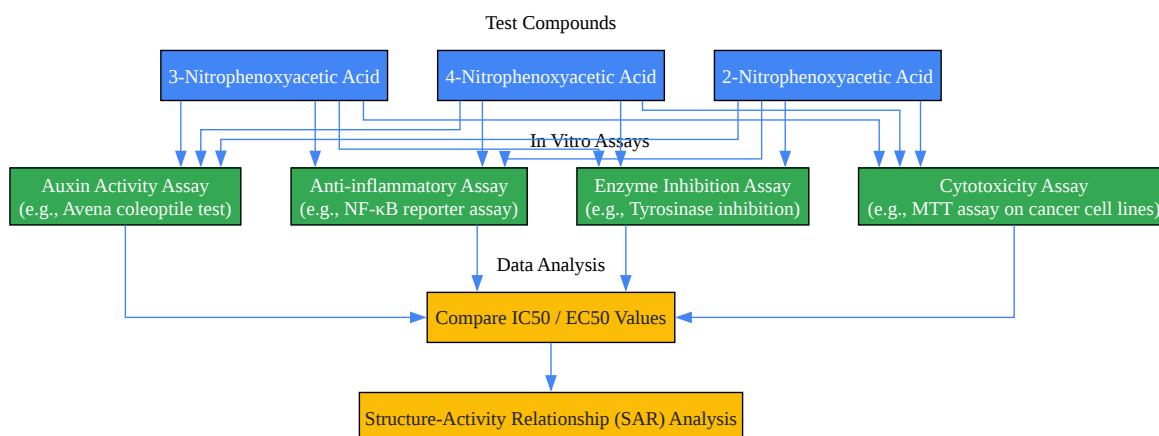 Test Compounds
3-Nitrophenoxyacetic Acid
4-Nitrophenoxyacetic Acid
2-Nitrophenoxyacetic Acid
In Vitro Assays
Auxin Activity Assay
(e.g., Avena coleoptile test)
Anti-inflammatory Assay
(e.g., NF-κB reporter assay)
Enzyme Inhibition Assay
(e.g., Tyrosinase inhibition)
Cytotoxicity Assay
(e.g., MTT assay on cancer cell lines)
Data Analysis
Compare IC50 / EC50 Values
Structure-Activity Relationship (SAR) Analysis